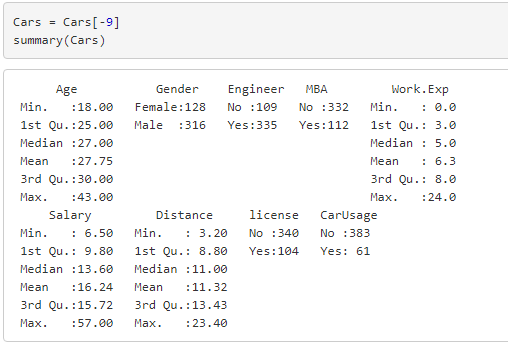 Cars = Cars[-9]
summary(Cars)
      Age           Gender    Engineer   MBA         Work.Exp
 Min.   :18.00   Female:128   No :109   No :332   Min.   : 0.0
 1st Qu.:25.00   Male  :316   Yes:335   Yes:112   1st Qu.: 3.0
 Median :27.00                                    Median : 5.0
 Mean   :27.75                                    Mean   : 6.3
 3rd Qu.:30.00                                    3rd Qu.: 8.0
 Max.   :43.00                                    Max.   :24.0
     Salary         Distance     license   CarUsage
 Min.   : 6.50   Min.   : 3.20   No :340   No :383
 1st Qu.: 9.80   1st Qu.: 8.80   Yes:104   Yes: 61
 Median :13.60   Median :11.00
 Mean   :16.24   Mean   :11.32
 3rd Qu.:15.72   3rd Qu.:13.43
 Max.   :57.00   Max.   :23.40